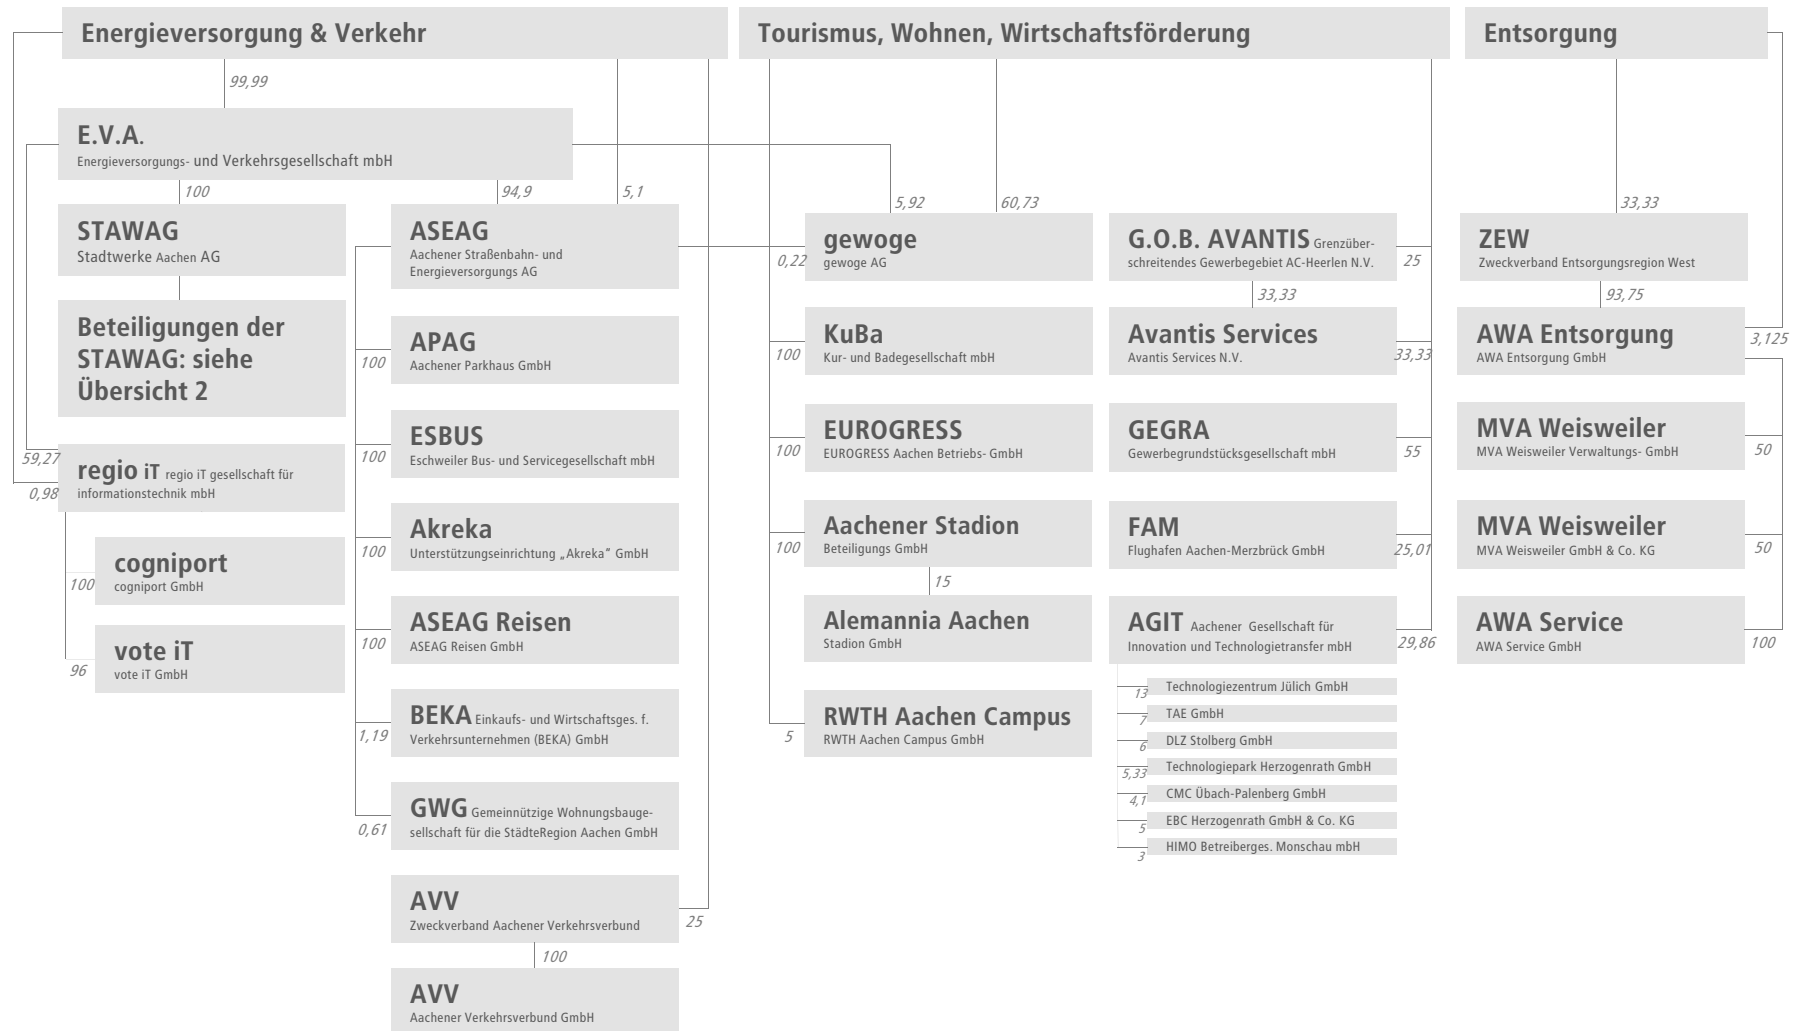 Energieversorgung & Verkehr
99,99
E.V.A.
Energieversorgungs- und Verkehrsgesellschaft mbH
100
94,9
5,1
STAWAG
Stadtwerke Aachen AG
Beteiligungen der
STAWAG: siehe
Übersicht 2
59,27
0,98
regio iT regio iT gesellschaft für
informationstechnik mbH
100
cogniport
cogniport GmbH
96
vote iT
vote iT GmbH
ASEAG
Aachener Straßenbahn- und
Energieversorgungs AG
100
APAG
Aachener Parkhaus GmbH
100
ESBUS
Eschweiler Bus- und Servicegesellschaft mbH
100
Akreka
Unterstützungseinrichtung „Akreka“ GmbH
100
ASEAG Reisen
ASEAG Reisen GmbH
1,19
BEKA Einkaufs- und Wirtschaftsges. f.
Verkehrsunternehmen (BEKA) GmbH
0,61
GWG Gemeinnützige Wohnungsbauge-
sellschaft für die StädteRegion Aachen GmbH
AVV
Zweckverband Aachener Verkehrsverbund
25
100
AVV
Aachener Verkehrsverbund GmbH
Tourismus, Wohnen, Wirtschaftsförderung
5,92
60,73
0,22
gewoge
gewoge AG
100
KuBa
Kur- und Badegesellschaft mbH
100
EUROGRESS
EUROGRESS Aachen Betriebs- GmbH
100
Aachener Stadion
Beteiligungs GmbH
15
Alemannia Aachen
Stadion GmbH
5
RWTH Aachen Campus
RWTH Aachen Campus GmbH
G.O.B. AVANTIS Grenzüber-
schreitendes Gewerbegebiet AC-Heerlen N.V.
25
33,33
Avantis Services
Avantis Services N.V.
33,33
GEGRA
Gewerbegrundstücksgesellschaft mbH
55
FAM
Flughafen Aachen-Merzbrück GmbH
25,01
AGIT Aachener Gesellschaft für
Innovation und Technologietransfer mbH
29,86
13
Technologiezentrum Jülich GmbH
7
TAE GmbH
6
DLZ Stolberg GmbH
5,33
Technologiepark Herzogenrath GmbH
4,1
CMC Übach-Palenberg GmbH
5
EBC Herzogenrath GmbH & Co. KG
3
HIMO Betreiberges. Monschau mbH
Entsorgung
33,33
ZEW
Zweckverband Entsorgungsregion West
93,75
AWA Entsorgung
AWA Entsorgung GmbH
3,125
MVA Weisweiler
MVA Weisweiler Verwaltungs- GmbH
50
MVA Weisweiler
MVA Weisweiler GmbH & Co. KG
50
AWA Service
AWA Service GmbH
100